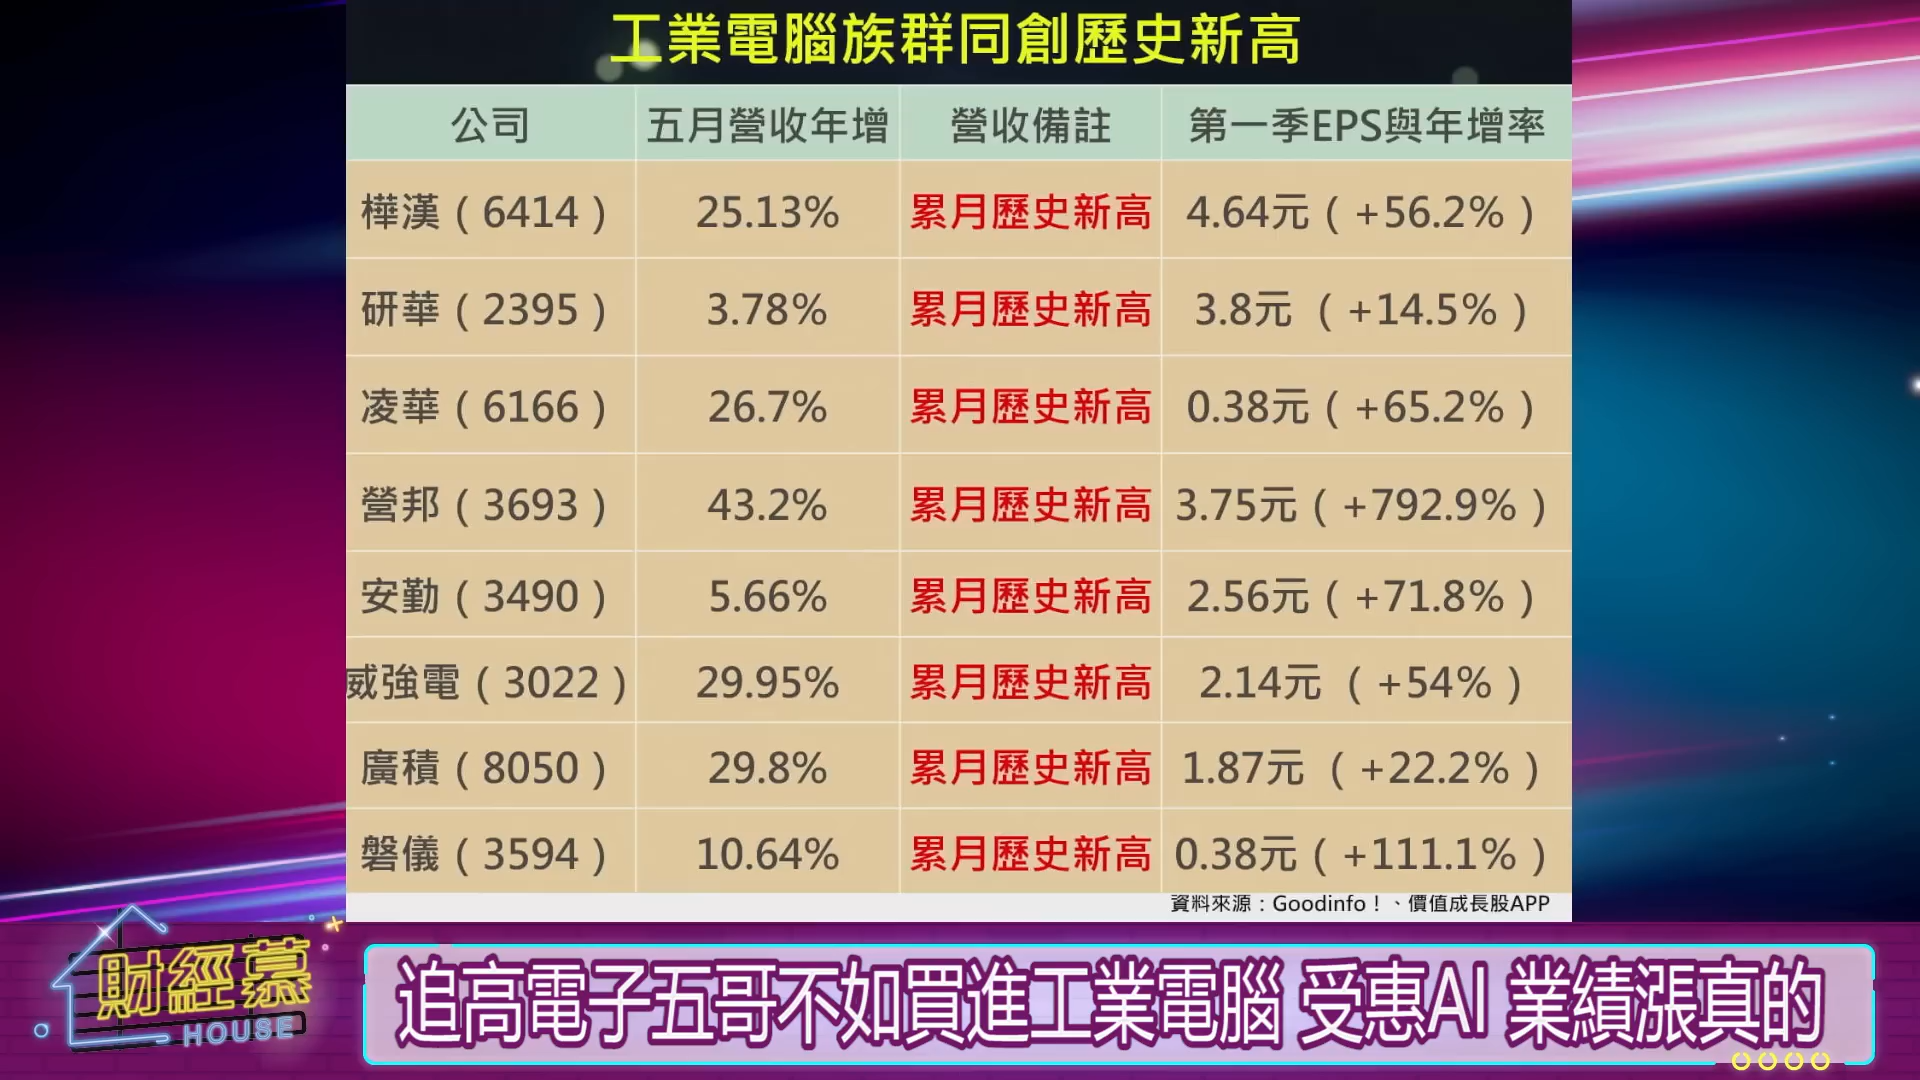 工業電腦族群同創歷史新高
公司 五月營收年增 營收備註 第一季EPS與年增率
樺漢（6414） 25.13% 累月歷史新高 4.64元（+56.2%）
研華（2395） 3.78% 累月歷史新高 3.8元（+14.5%）
凌華（6166） 26.7% 累月歷史新高 0.38元（+65.2%）
營邦（3693） 43.2% 累月歷史新高 3.75元（+792.9%）
安勤（3490） 5.66% 累月歷史新高 2.56元（+71.8%）
威強電（3022） 29.95% 累月歷史新高 2.14元（+54%）
廣積（8050） 29.8% 累月歷史新高 1.87元（+22.2%）
磐儀（3594） 10.64% 累月歷史新高 0.38元（+111.1%）
資料來源：Goodinfo！、價值成長股APP
財經慕
HOUSE
追高電子五哥不如買進工業電腦 受惠AI 業績漲真的